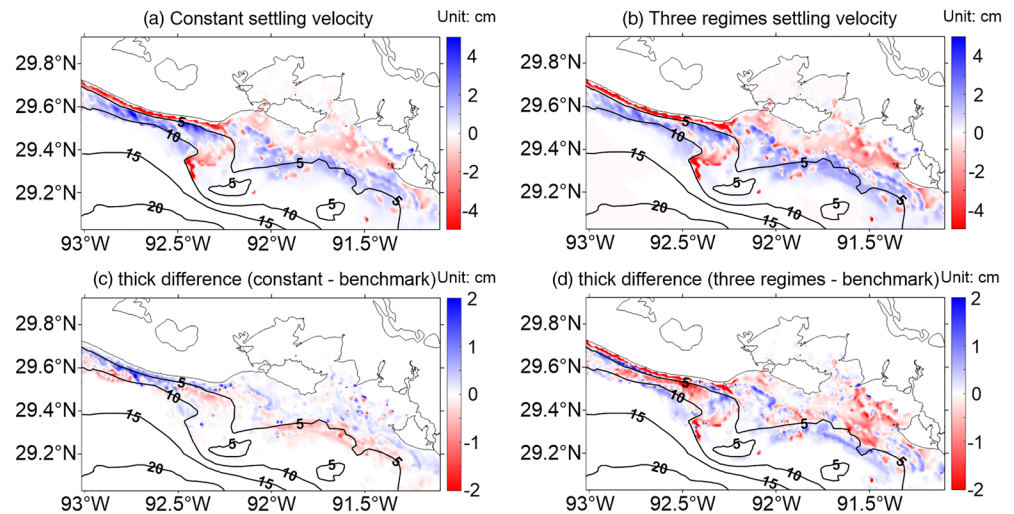 (a) Constant settling velocity
Unit: cm
29.8°N
29.6°N
29.4°N
29.2°N
93°W
92.5°W
92°W
91.5°W
5
10
15
20
15
10
5
5
5
5
4
2
0
-2
-4
(b) Three regimes settling velocity
Unit: cm
29.8°N
29.6°N
29.4°N
29.2°N
93°W
92.5°W
92°W
91.5°W
5
10
15
20
15
10
5
5
5
5
4
2
0
-2
-4
(c) thick difference (constant - benchmark)
Unit: cm
29.8°N
29.6°N
29.4°N
29.2°N
93°W
92.5°W
92°W
91.5°W
5
10
15
20
15
10
5
5
5
5
2
1
0
-1
-2
(d) thick difference (three regimes - benchmark)
Unit: cm
29.8°N
29.6°N
29.4°N
29.2°N
93°W
92.5°W
92°W
91.5°W
5
10
15
20
15
10
5
5
5
5
2
1
0
-1
-2